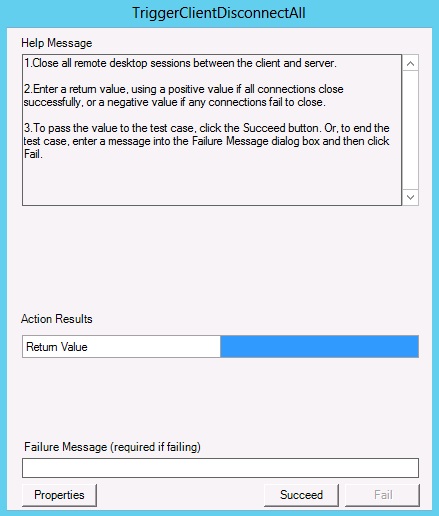 TriggerClientDisconnectAll
Help Message
1.Close all remote desktop sessions between the client and server.
2.Enter a return value, using a positive value if all connections close
successfully, or a negative value if any connections fail to close.
3.To pass the value to the test case, click the Succeed button. Or, to end the
test case, enter a message into the Failure Message dialog box and then click
Fail.
Action Results
Return Value
Failure Message (required if failing)
Properties
Succeed
Fail